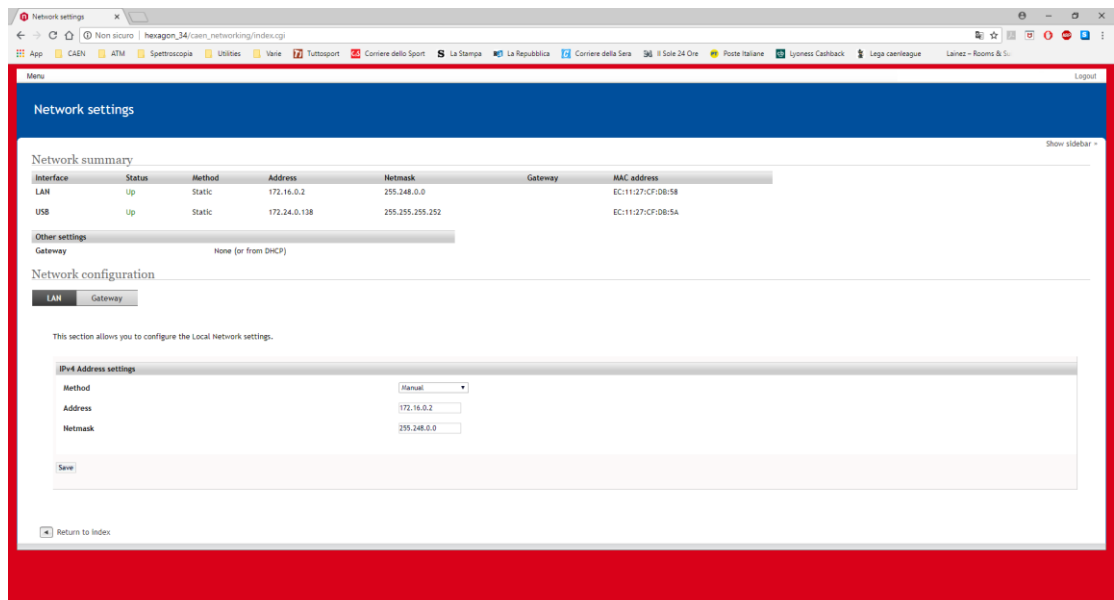 Network settings
Non sicuro | hexagon_34/caen_networking/index.cgi
App CAEN ATM Spettroscopia Utilities Varie Tuttosport Corriere dello Sport La Stampa La Repubblica Corriere della Sera Il Sole 24 Ore Poste Italiane Lyoness Cashback Lega caenleague Lainez – Rooms & Su
Menu Logout
Network settings
Show sidebar
Network summary
Interface Status Method Address Netmask Gateway MAC address
LAN Up Static 172.16.0.2 255.248.0.0 EC:11:27:CF:DB:58
USB Up Static 172.24.0.138 255.255.255.252 EC:11:27:CF:DB:5A
Other settings
Gateway None (or from DHCP)
Network configuration
LAN Gateway
This section allows you to configure the Local Network settings.
IPv4 Address settings
Method Manuel
Address 172.16.0.2
Netmask 255.248.0.0
Save
Return to index